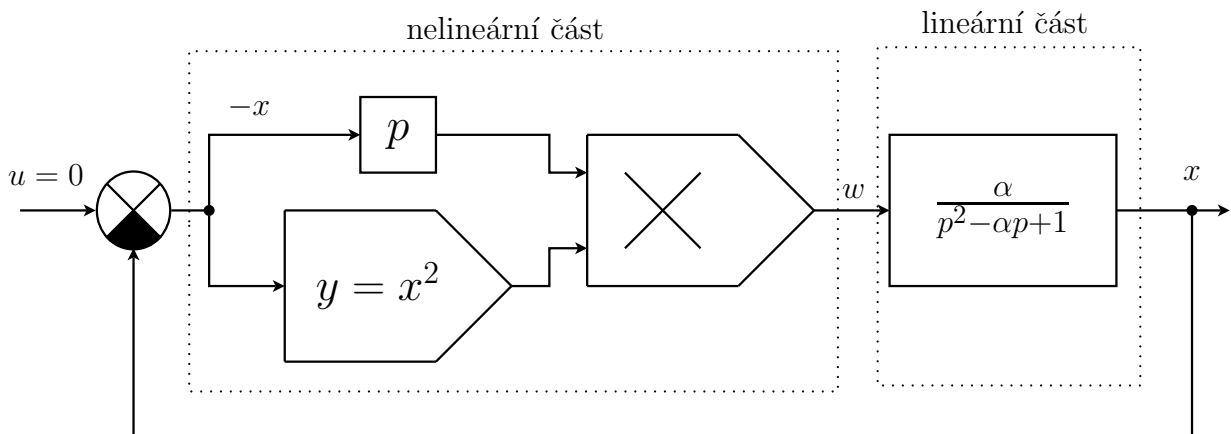 nelineární část
lineární část
−x
p
u = 0
w
x
α
p² − αp + 1
y = x²